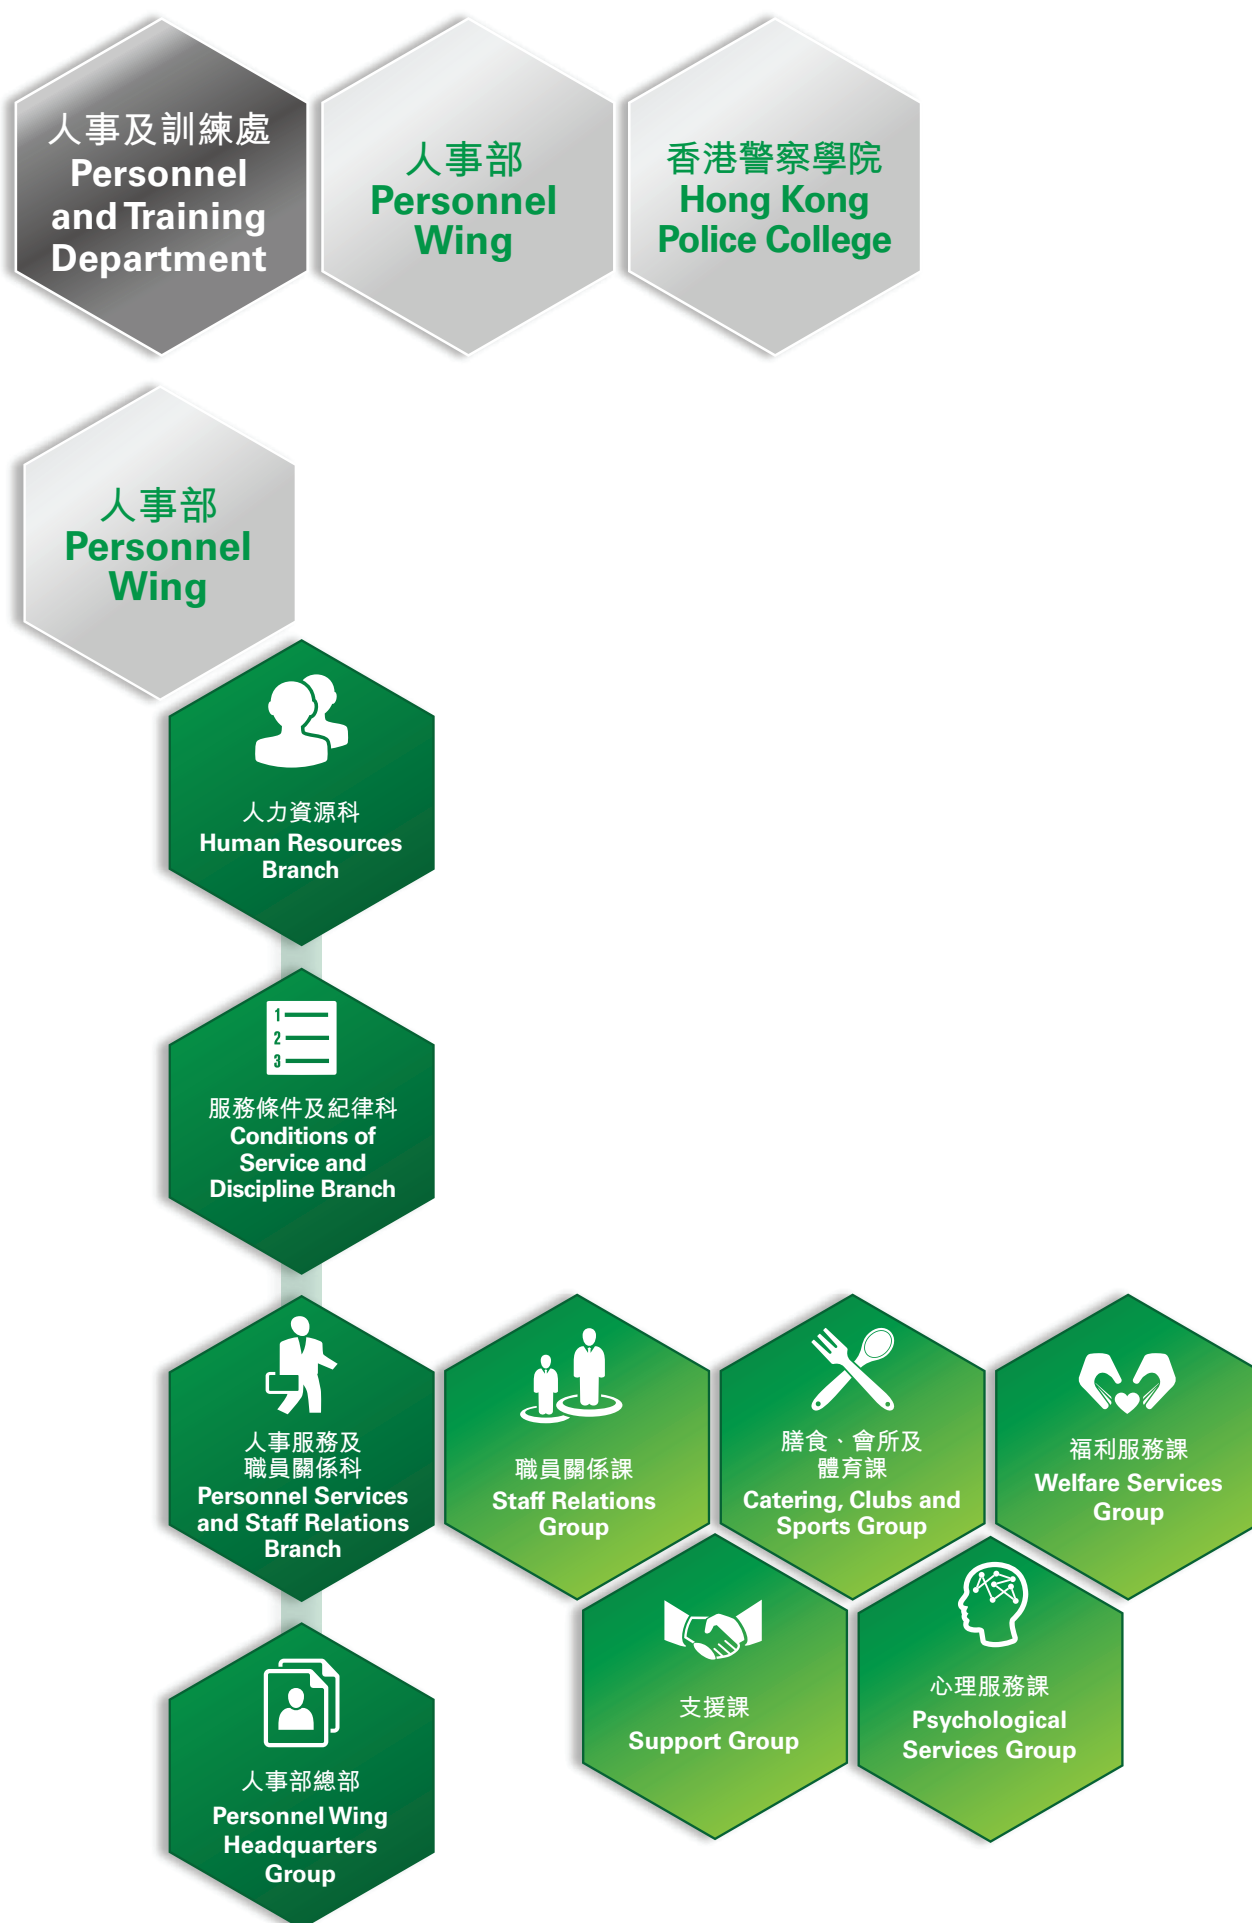 人事及訓練處
Personnel
and Training
Department
人事部
Personnel
Wing
香港警察學院
Hong Kong
Police College
人事部
Personnel
Wing
人力資源科
Human Resources
Branch
1
2
3
服務條件及紀律科
Conditions of
Service and
Discipline Branch
人事服務及
職員關係科
Personnel Services
and Staff Relations
Branch
職員關係課
Staff Relations
Group
膳食、會所及
體育課
Catering, Clubs and
Sports Group
福利服務課
Welfare Services
Group
支援課
Support Group
心理服務課
Psychological
Services Group
人事部總部
Personnel Wing
Headquarters
Group